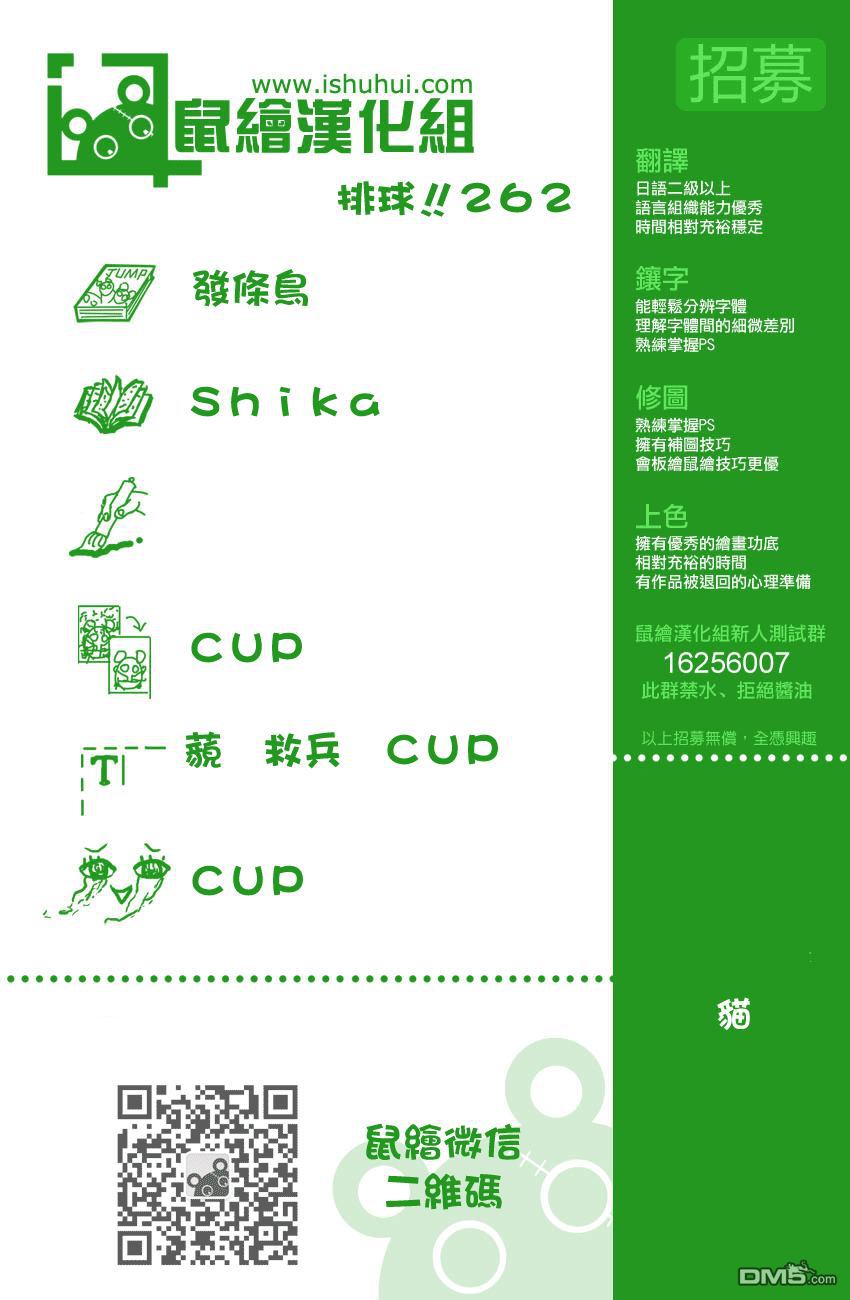 www.ishuhui.com
鼠繪漢化組
排球!!262
JUMP
發條鳥
Shika
cup
T
藐 救兵 cup
cup
鼠繪微信
二維碼
招募
翻譯
日語二級以上
語言組織能力優秀
時間相對充裕穩定
鑲字
能輕鬆分辨字體
理解字體間的細微差別
熟練掌握PS
修圖
熟練掌握PS
擁有補圖技巧
會板繪鼠繪技巧更優
上色
擁有優秀的繪畫功底
相對充裕的時間
有作品被退回的心理準備
鼠繪漢化組新人測試群
16256007
此群禁水、拒絕醬油
以上招募無償，全憑興趣
貓
DM5.com